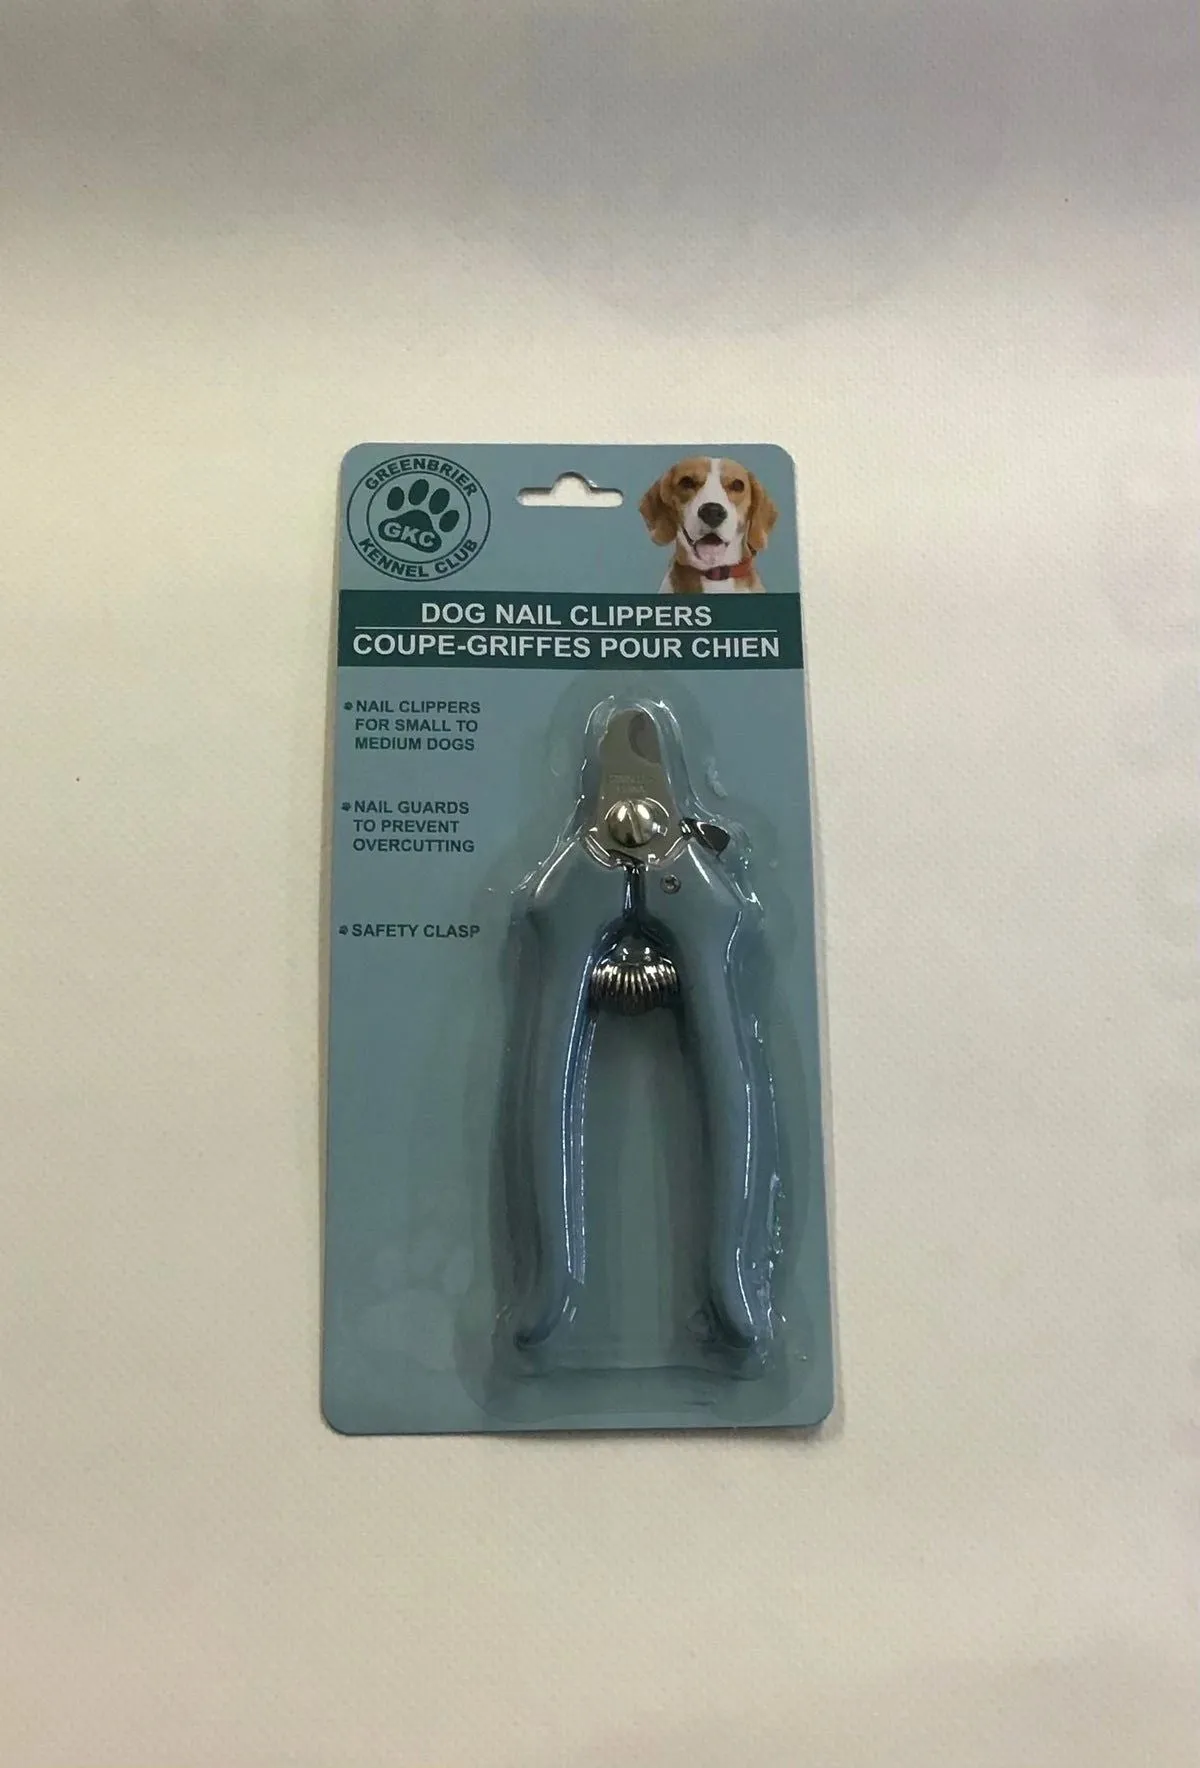 GREENBRIER
GKC
KENNEL CLUB
DOG NAIL CLIPPERS
COUPE-GRIFFES POUR CHIEN
NAIL CLIPPERS
FOR SMALL TO
MEDIUM DOGS
NAIL GUARDS
TO PREVENT
OVERCUTTING
SAFETY CLASP